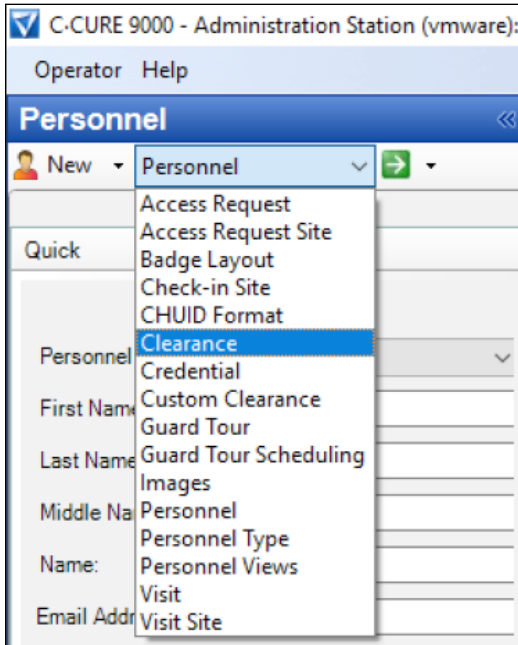 C•CURE 9000 - Administration Station (vmware):
Operator Help
Personnel «
New Personnel
Access Request
Access Request Site
Quick
Badge Layout
Check-in Site
CHUID Format
Clearance
Personnel
Credential
Custom Clearance
First Name
Guard Tour
Last Name
Guard Tour Scheduling
Images
Middle Na
Personnel
Personnel Type
Name:
Personnel Views
Visit
Email Addr
Visit Site